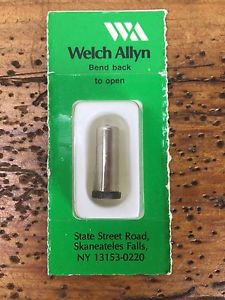 WA
Welch Allyn
Bend back
to open
State Street Road,
Skaneateles Falls,
NY 13153-0220